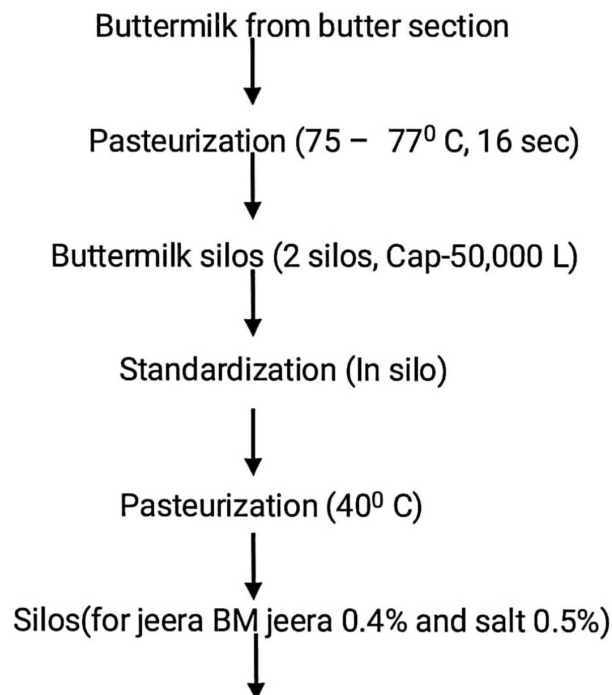 Buttermilk from butter section
Pasteurization (75 – 77⁰ C, 16 sec)
Buttermilk silos (2 silos, Cap-50,000 L)
Standardization (In silo)
Pasteurization (40⁰ C)
Silos(for jeera BM jeera 0.4% and salt 0.5%)